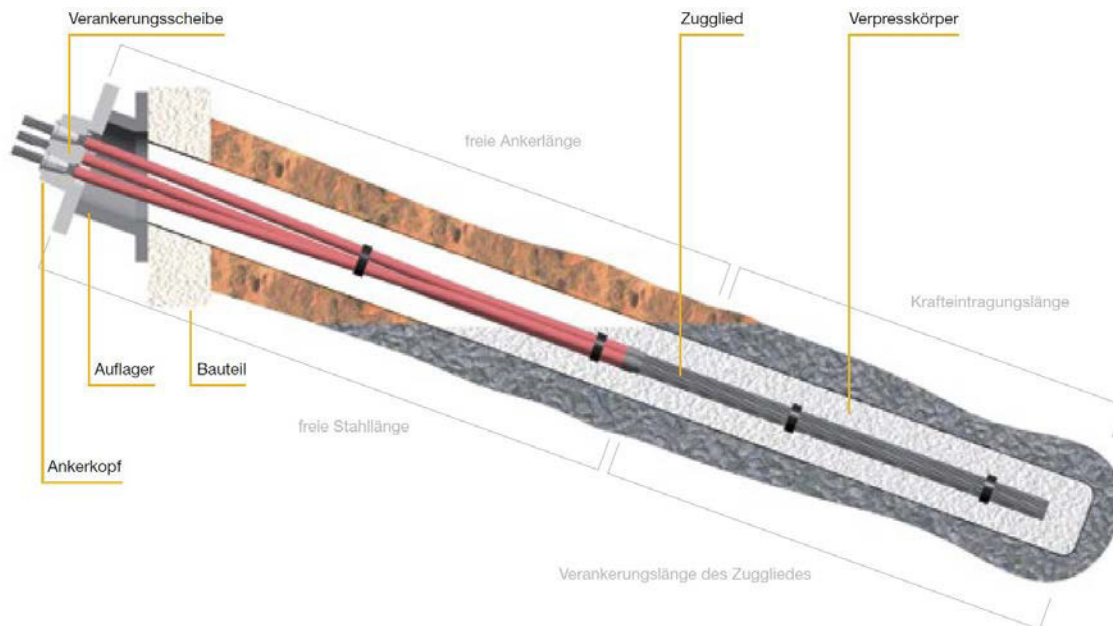 Verankerungsscheibe
Zugglied
Verpresskörper
freie Ankerlänge
Krafteintragungslänge
Auflager
Bauteil
freie Stahllänge
Ankerkopf
Verankerungslänge des Zuggliedes